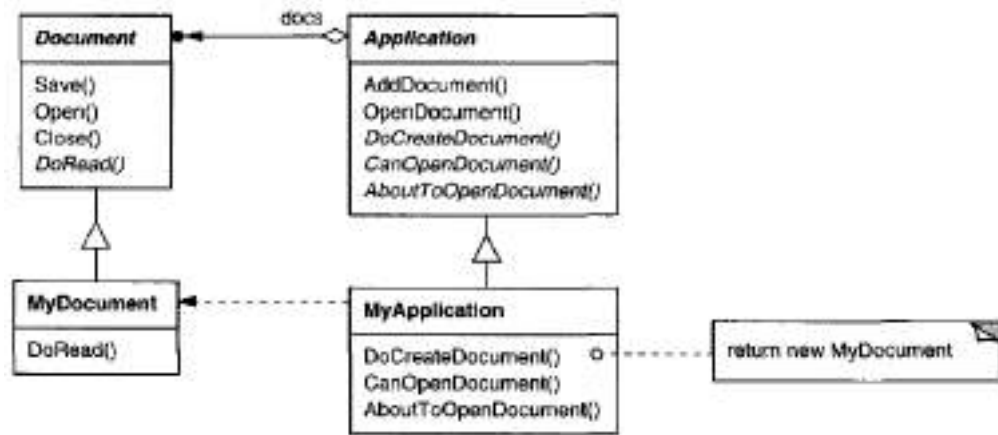 docs
Document
Save()
Open()
Close()
DoRead()
Application
AddDocument()
OpenDocument()
DoCreateDocument()
CanOpenDocument()
AboutToOpenDocument()
MyDocument
DoRead()
MyApplication
DoCreateDocument()
CanOpenDocument()
AboutToOpenDocument()
return new MyDocument